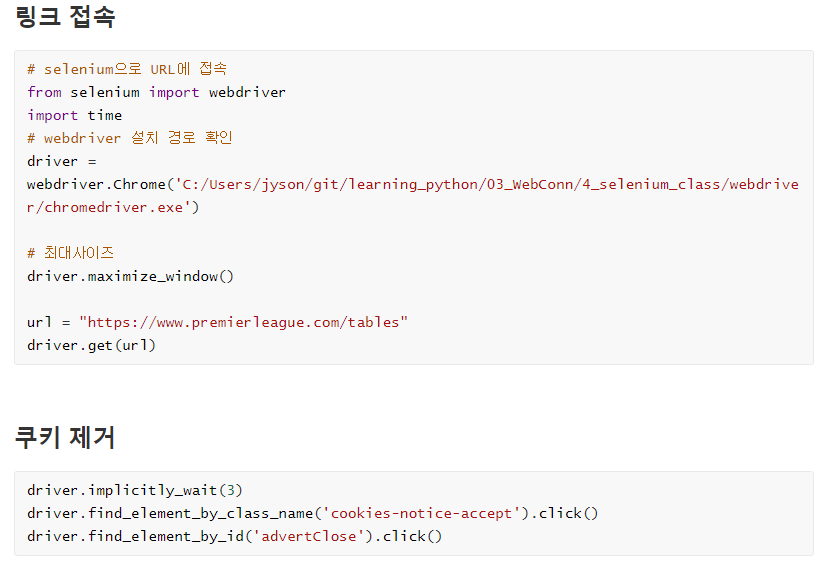 링크 접속
# selenium으로 URL에 접속
from selenium import webdriver
import time
# webdriver 설치 경로 확인
driver =
webdriver.Chrome('C:/Users/jyson/git/learning_python/03_WebConn/4_selenium_class/webdrive
r/chromedriver.exe')
# 최대사이즈
driver.maximize_window()
url = "https://www.premierleague.com/tables"
driver.get(url)
쿠키 제거
driver.implicitly_wait(3)
driver.find_element_by_class_name('cookies-notice-accept').click()
driver.find_element_by_id('advertClose').click()